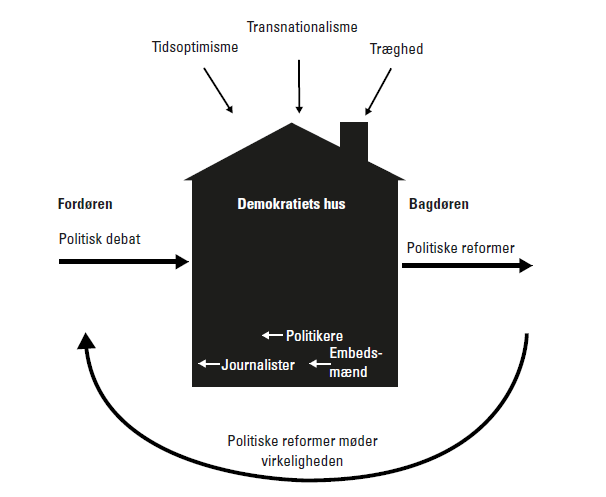 Transnationalisme
Tidsoptimisme
Træghed
Fordøren
Demokratiets hus
Bagdøren
Politisk debat
Politiske reformer
Politikere
Embeds-
mænd
Journalister
Politiske reformer møder
virkeligheden